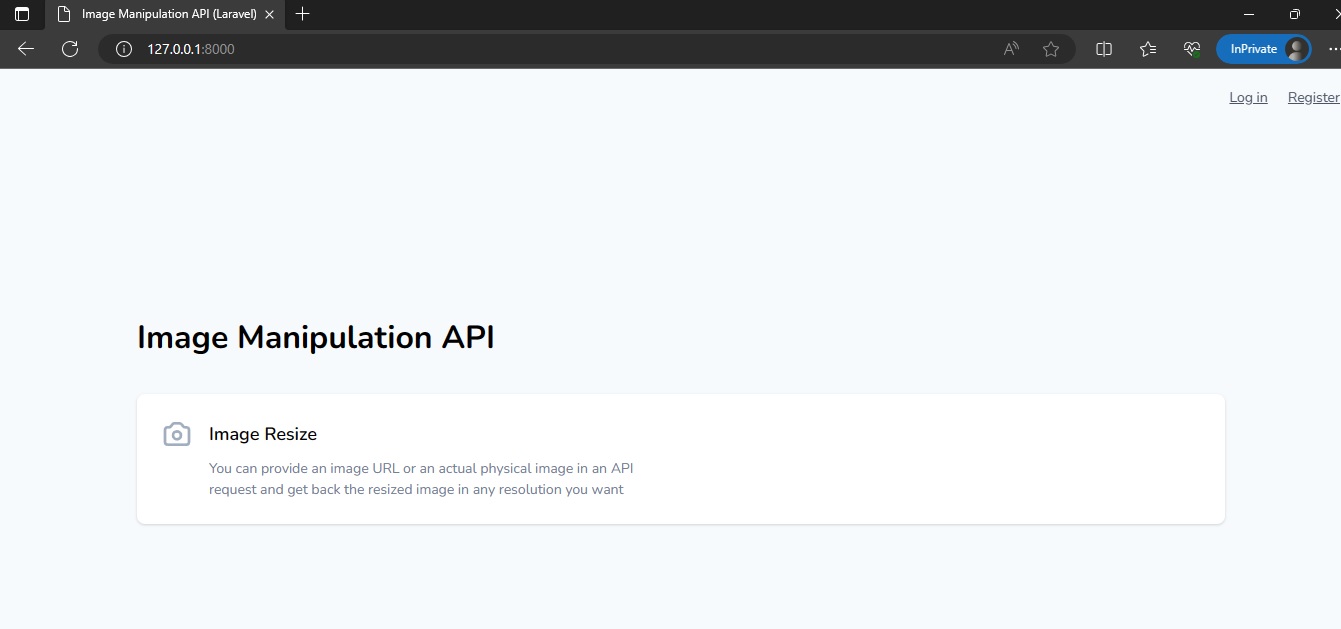 Image Manipulation API (Laravel)
127.0.0.1:8000
InPrivate
Log in Register
Image Manipulation API
Image Resize
You can provide an image URL or an actual physical image in an API
request and get back the resized image in any resolution you want